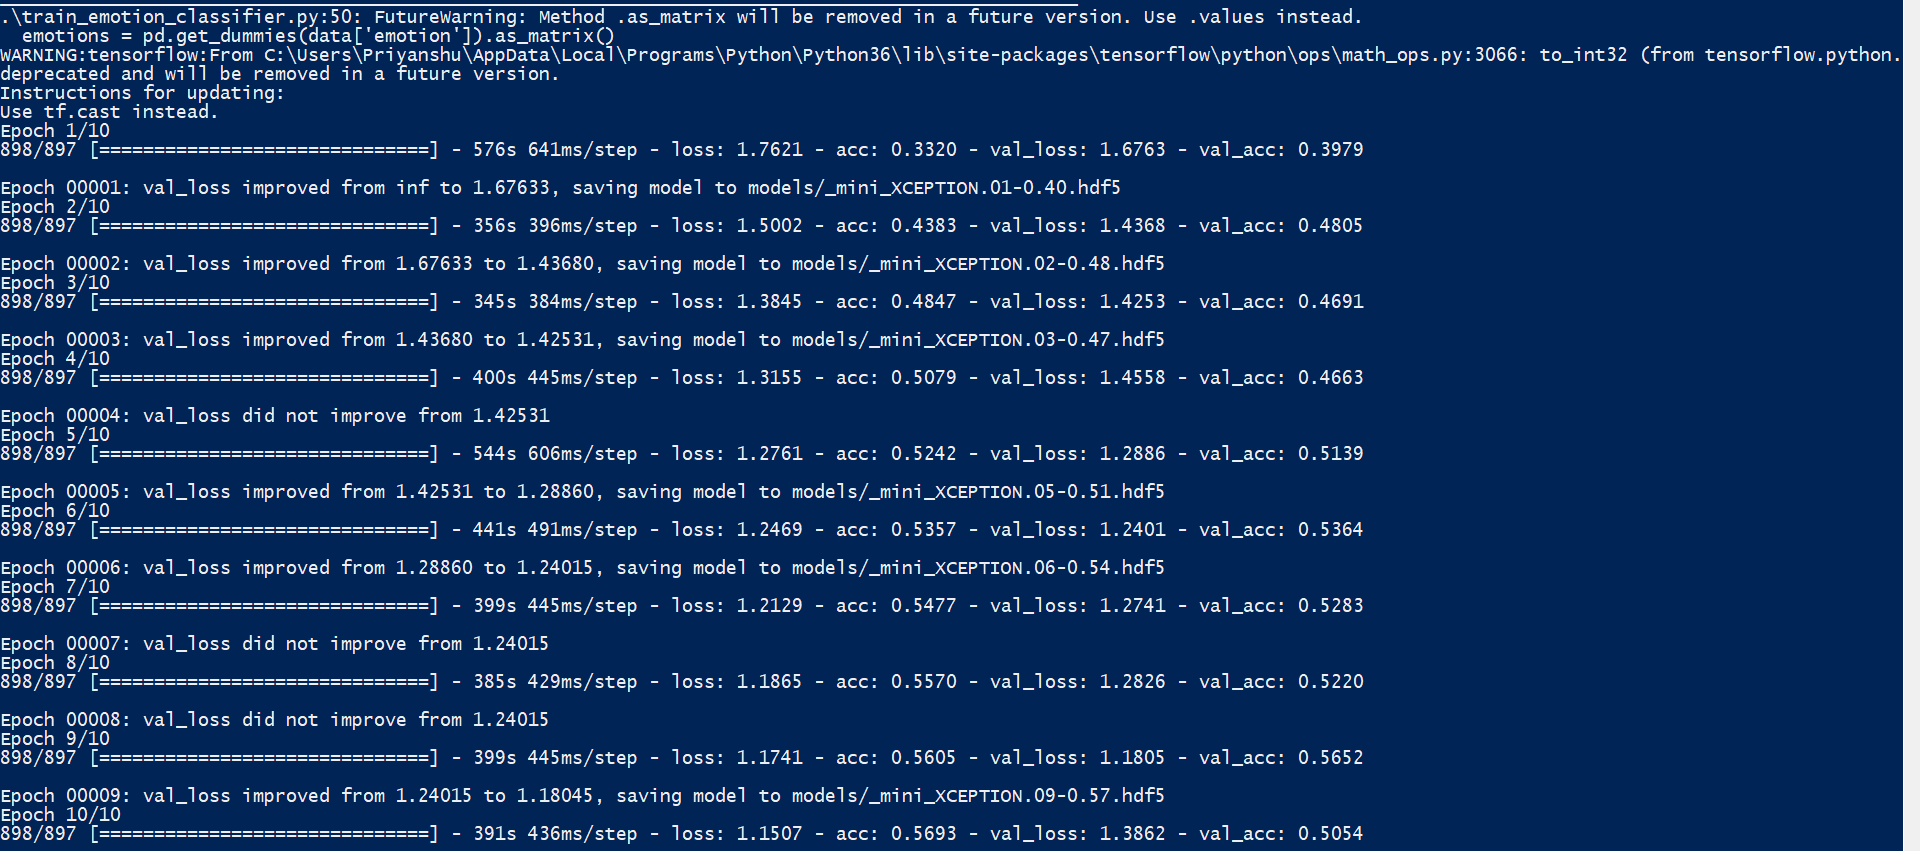 .\train_emotion_classifier.py:50: FutureWarning: Method .as_matrix will be removed in a future version. Use .values instead.
  emotions = pd.get_dummies(data['emotion']).as_matrix()
WARNING:tensorflow:From C:\Users\Priyanshu\AppData\Local\Programs\Python\Python36\lib\site-packages\tensorflow\python\ops\math_ops.py:3066: to_int32 (from tensorflow.python.
deprecated and will be removed in a future version.
Instructions for updating:
Use tf.cast instead.
Epoch 1/10
898/897 [==============================] - 576s 641ms/step - loss: 1.7621 - acc: 0.3320 - val_loss: 1.6763 - val_acc: 0.3979
Epoch 00001: val_loss improved from inf to 1.67633, saving model to models/_mini_XCEPTION.01-0.40.hdf5
Epoch 2/10
898/897 [==============================] - 356s 396ms/step - loss: 1.5002 - acc: 0.4383 - val_loss: 1.4368 - val_acc: 0.4805
Epoch 00002: val_loss improved from 1.67633 to 1.43680, saving model to models/_mini_XCEPTION.02-0.48.hdf5
Epoch 3/10
898/897 [==============================] - 345s 384ms/step - loss: 1.3845 - acc: 0.4847 - val_loss: 1.4253 - val_acc: 0.4691
Epoch 00003: val_loss improved from 1.43680 to 1.42531, saving model to models/_mini_XCEPTION.03-0.47.hdf5
Epoch 4/10
898/897 [==============================] - 400s 445ms/step - loss: 1.3155 - acc: 0.5079 - val_loss: 1.4558 - val_acc: 0.4663
Epoch 00004: val_loss did not improve from 1.42531
Epoch 5/10
898/897 [==============================] - 544s 606ms/step - loss: 1.2761 - acc: 0.5242 - val_loss: 1.2886 - val_acc: 0.5139
Epoch 00005: val_loss improved from 1.42531 to 1.28860, saving model to models/_mini_XCEPTION.05-0.51.hdf5
Epoch 6/10
898/897 [==============================] - 441s 491ms/step - loss: 1.2469 - acc: 0.5357 - val_loss: 1.2401 - val_acc: 0.5364
Epoch 00006: val_loss improved from 1.28860 to 1.24015, saving model to models/_mini_XCEPTION.06-0.54.hdf5
Epoch 7/10
898/897 [==============================] - 399s 445ms/step - loss: 1.2129 - acc: 0.5477 - val_loss: 1.2741 - val_acc: 0.5283
Epoch 00007: val_loss did not improve from 1.24015
Epoch 8/10
898/897 [==============================] - 385s 429ms/step - loss: 1.1865 - acc: 0.5570 - val_loss: 1.2826 - val_acc: 0.5220
Epoch 00008: val_loss did not improve from 1.24015
Epoch 9/10
898/897 [==============================] - 399s 445ms/step - loss: 1.1741 - acc: 0.5605 - val_loss: 1.1805 - val_acc: 0.5652
Epoch 00009: val_loss improved from 1.24015 to 1.18045, saving model to models/_mini_XCEPTION.09-0.57.hdf5
Epoch 10/10
898/897 [==============================] - 391s 436ms/step - loss: 1.1507 - acc: 0.5693 - val_loss: 1.3862 - val_acc: 0.5054